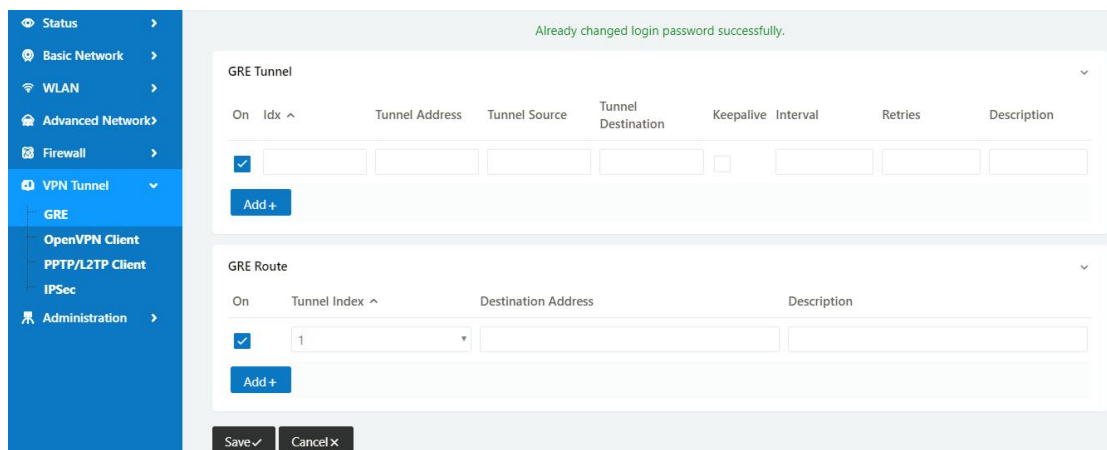 Status
Basic Network
WLAN
Advanced Network
Firewall
VPN Tunnel
GRE
OpenVPN Client
PPTP/L2TP Client
IPSec
Administration
Already changed login password successfully.
GRE Tunnel
On Idx Tunnel Address Tunnel Source Tunnel Destination Keepalive Interval Retries Description
Add+
GRE Route
On Tunnel Index Destination Address Description
1
Add+
Save Cancel